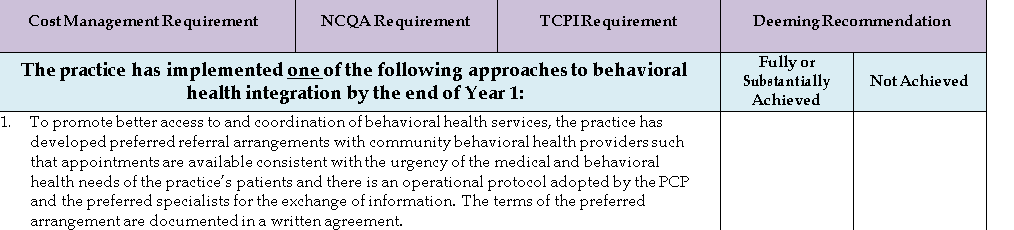 Cost Management Requirement NCQA Requirement TCPI Requirement Deeming Recommendation
The practice has implemented one of the following approaches to behavioral
health integration by the end of Year 1:
Fully or
Substantially
Achieved
Not Achieved
1. To promote better access to and coordination of behavioral health services, the practice has
developed preferred referral arrangements with community behavioral health providers such
that appointments are available consistent with the urgency of the medical and behavioral
health needs of the practice's patients and there is an operational protocol adopted by the PCP
and the preferred specialists for the exchange of information. The terms of the preferred
arrangement are documented in a written agreement.